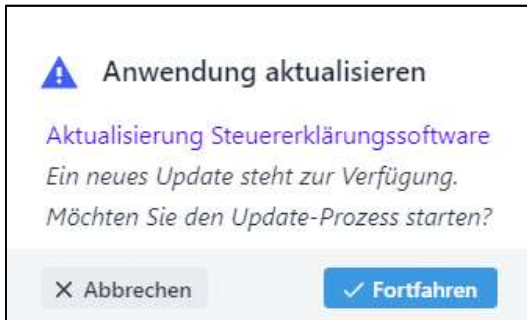 Anwendung aktualisieren
Aktualisierung Steuererklärungssoftware
Ein neues Update steht zur Verfügung.
Möchten Sie den Update-Prozess starten?
Abbrechen
Fortfahren